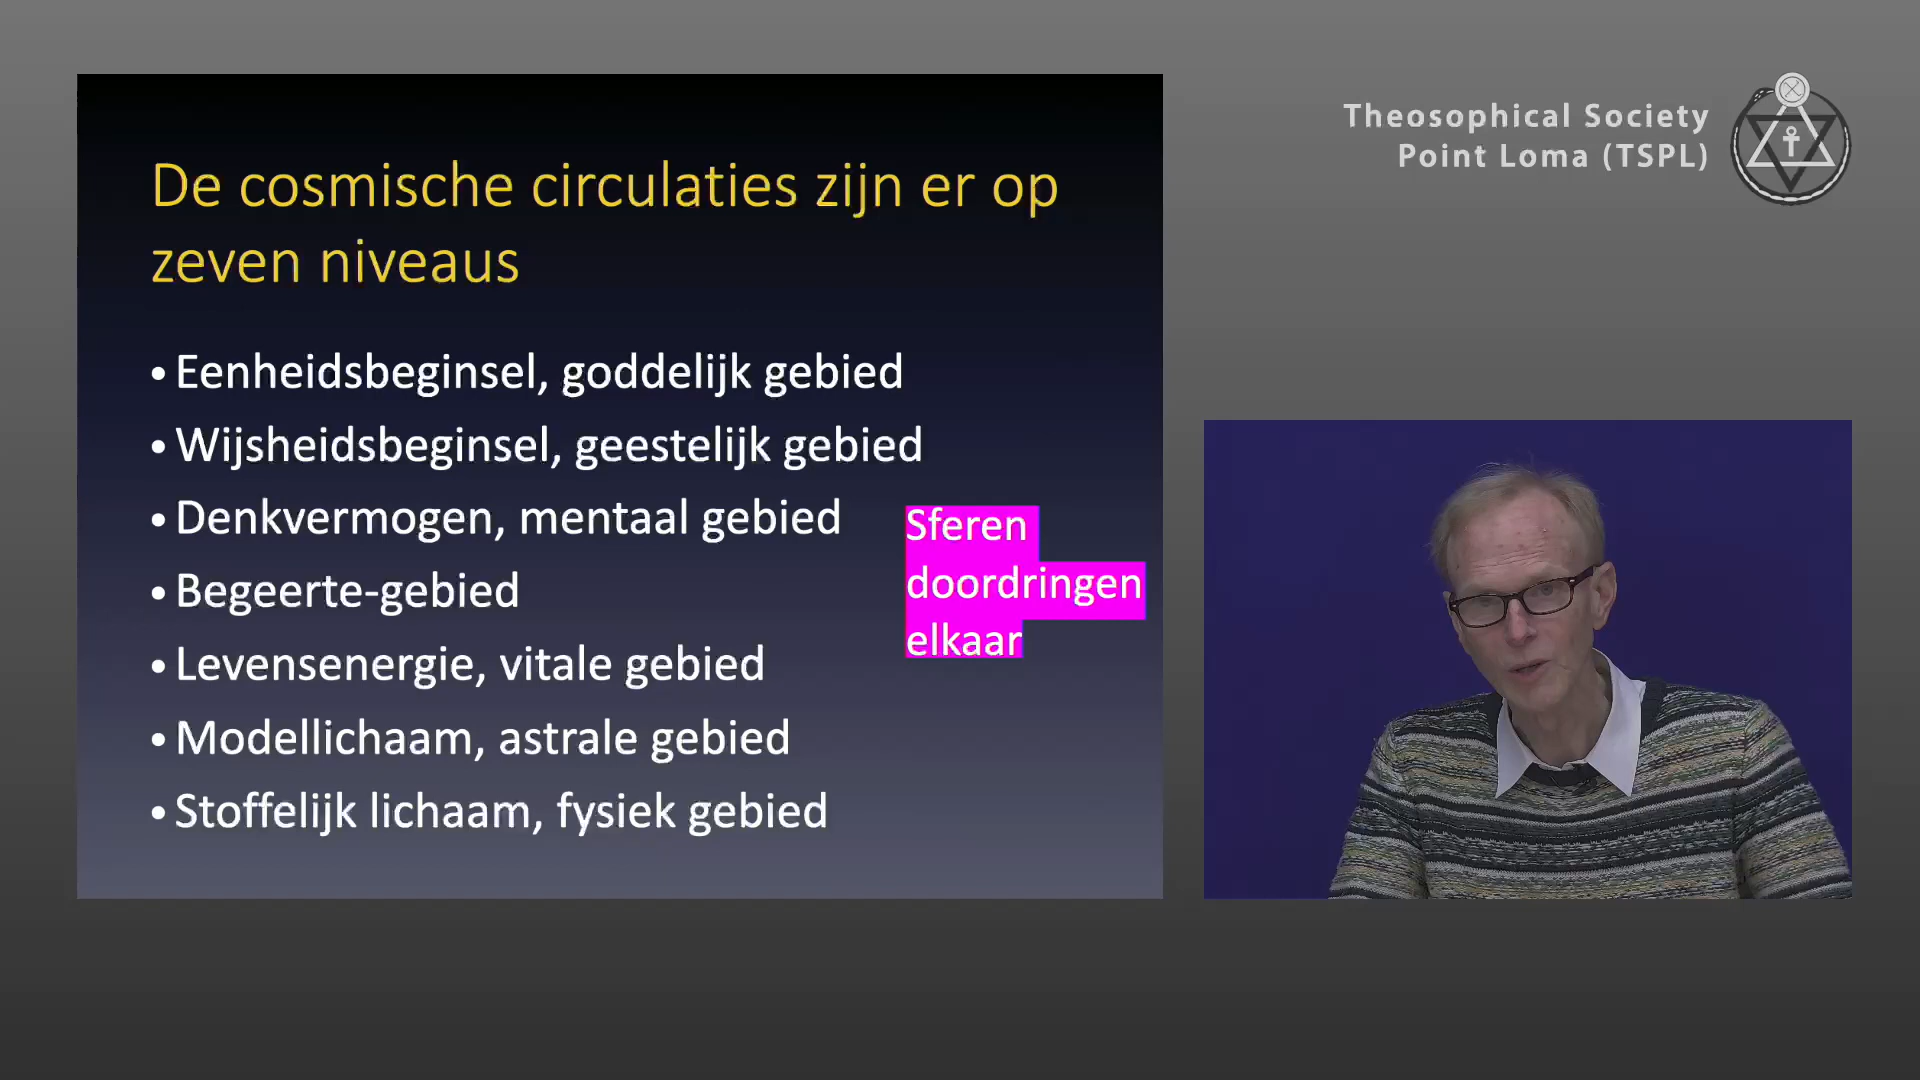 De cosmische circulaties zijn er op
zeven niveaus
• Eenheidsbeginsel, goddelijk gebied
• Wijsheidsbeginsel, geestelijk gebied
• Denkvermogen, mentaal gebied
• Begeerte-gebied
• Levensenergie, vitale gebied
• Modellichaam, astrale gebied
• Stoffelijk lichaam, fysiek gebied
Sferen
doordringen
elkaar
Theosophical Society
Point Loma (TSPL)